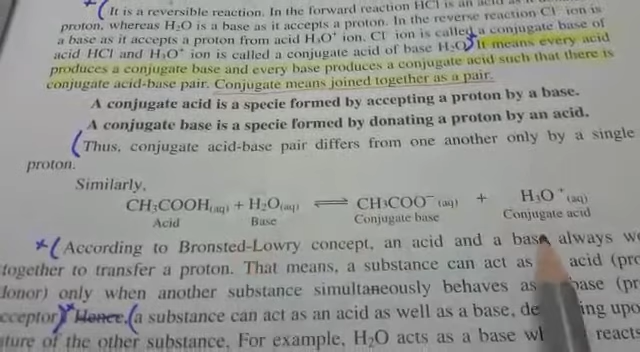 (It is a reversible reaction. In the forward reaction HCl is an acid as it
proton, whereas H₂O is a base as it accepts a proton. In the reverse reaction Cl⁻ ion is
a base as it accepts a proton from acid H₃O⁺ ion. Cl⁻ ion is called a conjugate base of
acid HCl and H₃O⁺ ion is called a conjugate acid of base H₂O. It means every acid
produces a conjugate base and every base produces a conjugate acid such that there is
conjugate acid-base pair. Conjugate means joined together as a pair.
A conjugate acid is a specie formed by accepting a proton by a base.
A conjugate base is a specie formed by donating a proton by an acid.
(Thus, conjugate acid-base pair differs from one another only by a single
proton.
Similarly,
CH₃COOH(aq) + H₂O(aq) ⇌ CH₃COO⁻(aq) + H₃O⁺(aq)
Acid Base Conjugate base Conjugate acid
(According to Bronsted-Lowry concept, an acid and a base always
together to transfer a proton. That means, a substance can act as acid
donor) only when another substance simultaneously behaves as base
acceptor) Hence, (a substance can act as an acid as well as a base, upo
ature of the other substance. For example, H₂O acts as a base reacts